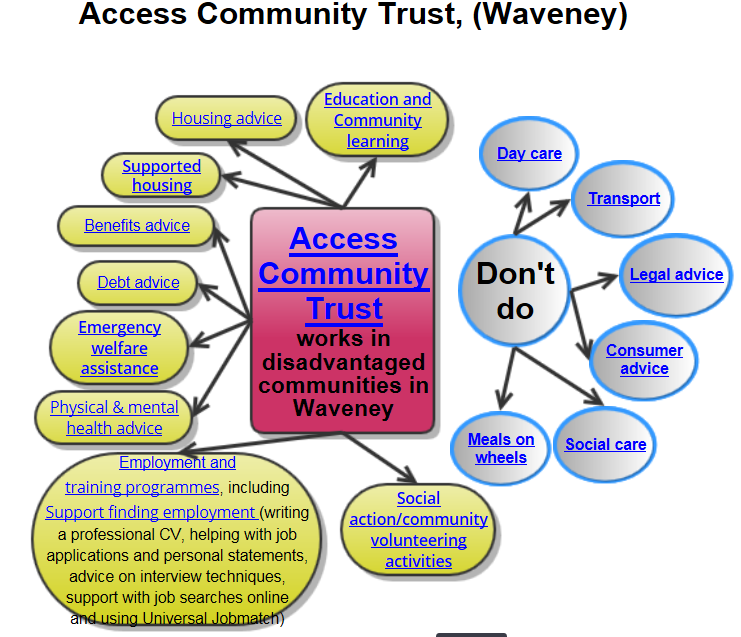 Access Community Trust, (Waveney)
Housing advice
Education and
Community
learning
Supported
housing
Benefits advice
Debt advice
Emergency
welfare
assistance
Physical & mental
health advice
Access
Community
Trust
works in
disadvantaged
communities in
Waveney
Employment and
training programmes, including
Support finding employment (writing
a professional CV, helping with job
applications and personal statements,
advice on interview techniques,
support with job searches online
and using Universal Jobmatch)
Social
action/community
volunteering
activities
Don't
do
Day care
Transport
Legal advice
Consumer
advice
Social care
Meals on
wheels